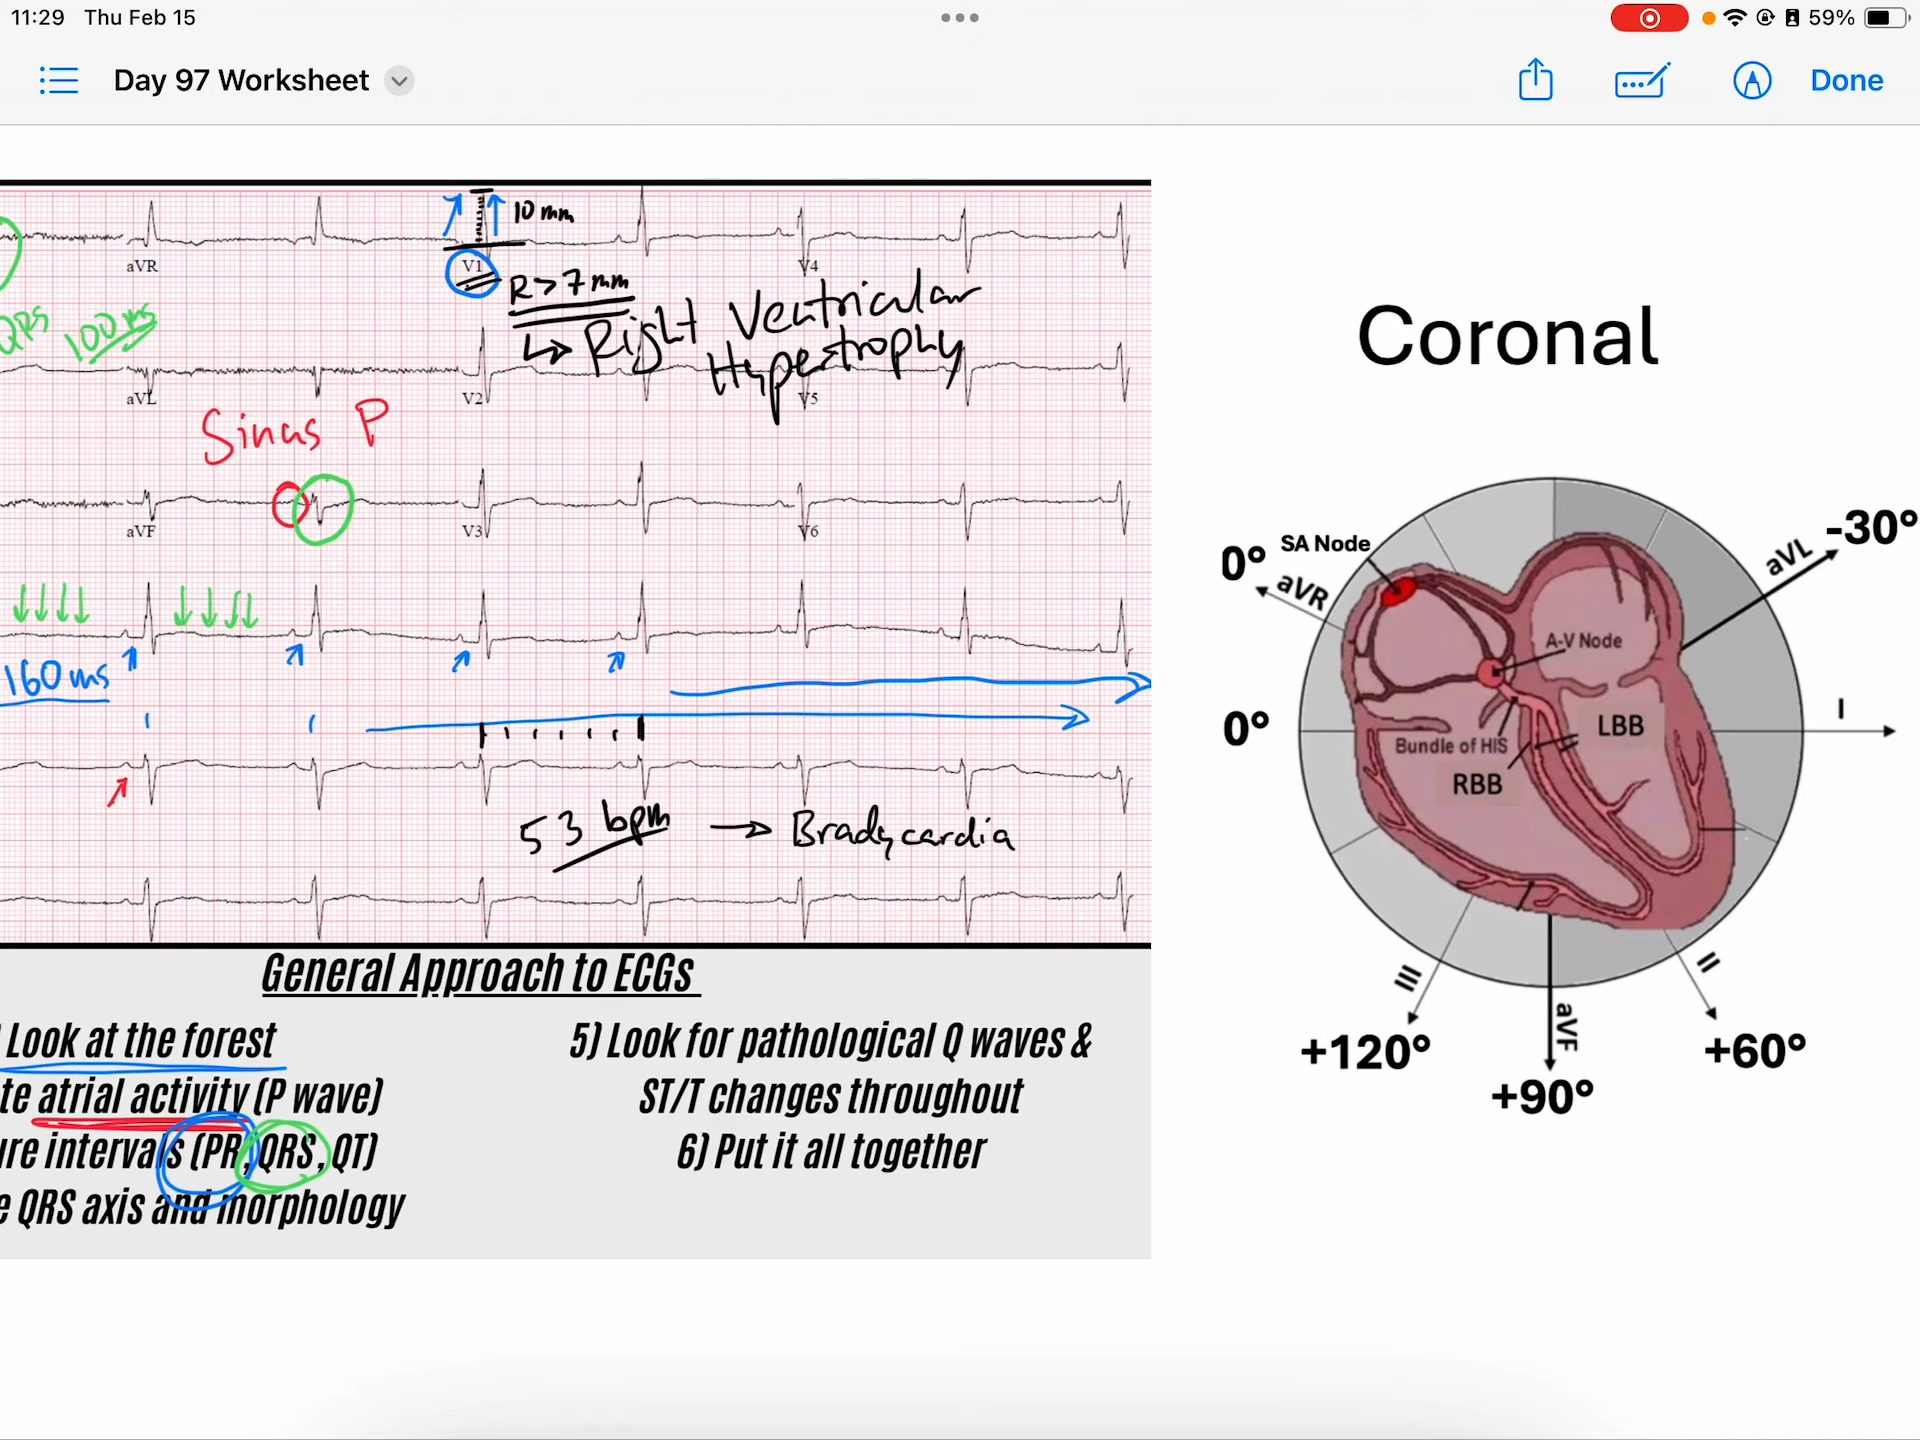 11:29 Thu Feb 15
59%
Day 97 Worksheet
Done
10 mm
aVR
V1
V4
R > 7 mm
Right Ventricular
Hypertrophy
QRS 100 ms
aVL
V2
V5
Sinus P
aVF
V3
V6
160 ms
53 bpm → Bradycardia
General Approach to ECGs
Look at the forest
te atrial activity (P wave)
ure intervals (PR, QRS, QT)
e QRS axis and morphology
5) Look for pathological Q waves &
ST/T changes throughout
6) Put it all together
Coronal
-30°
SA Node
0°
aVR
aVL
A-V Node
I
0°
LBB
Bundle of HIS
RBB
III
II
aVF
+120°
+60°
+90°